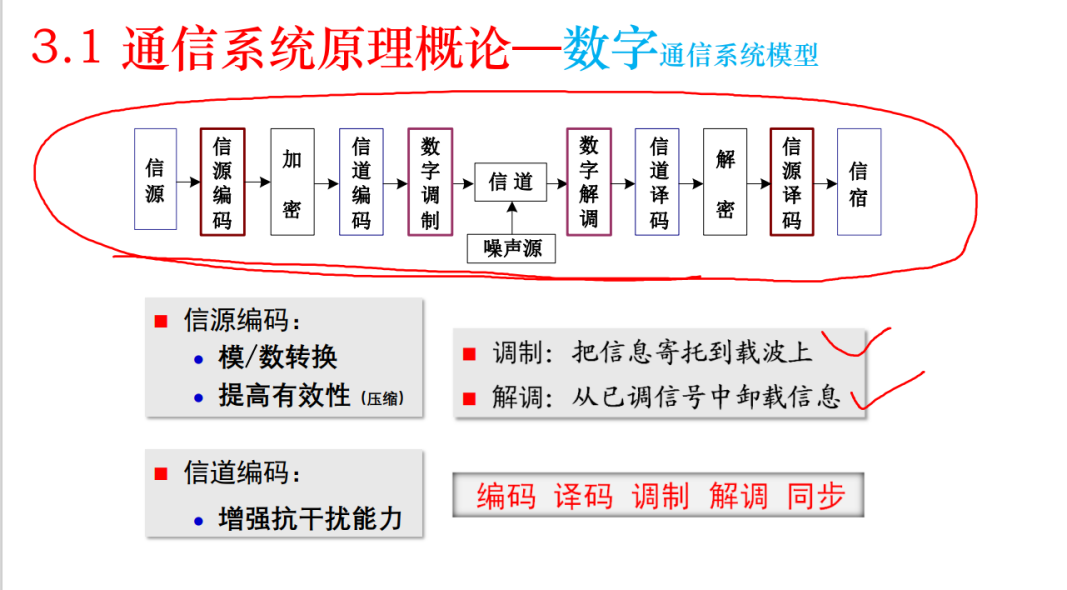 3.1 通信系统原理概论—数字通信系统模型
信源
信源编码
加密
信道编码
数字调制
信道
噪声源
数字解调
信道译码
解密
信源译码
信宿
信源编码：
模/数转换
提高有效性（压缩）
信道编码：
增强抗干扰能力
调制：把信息寄托到载波上
解调：从已调信号中卸载信息
编码 译码 调制 解调 同步